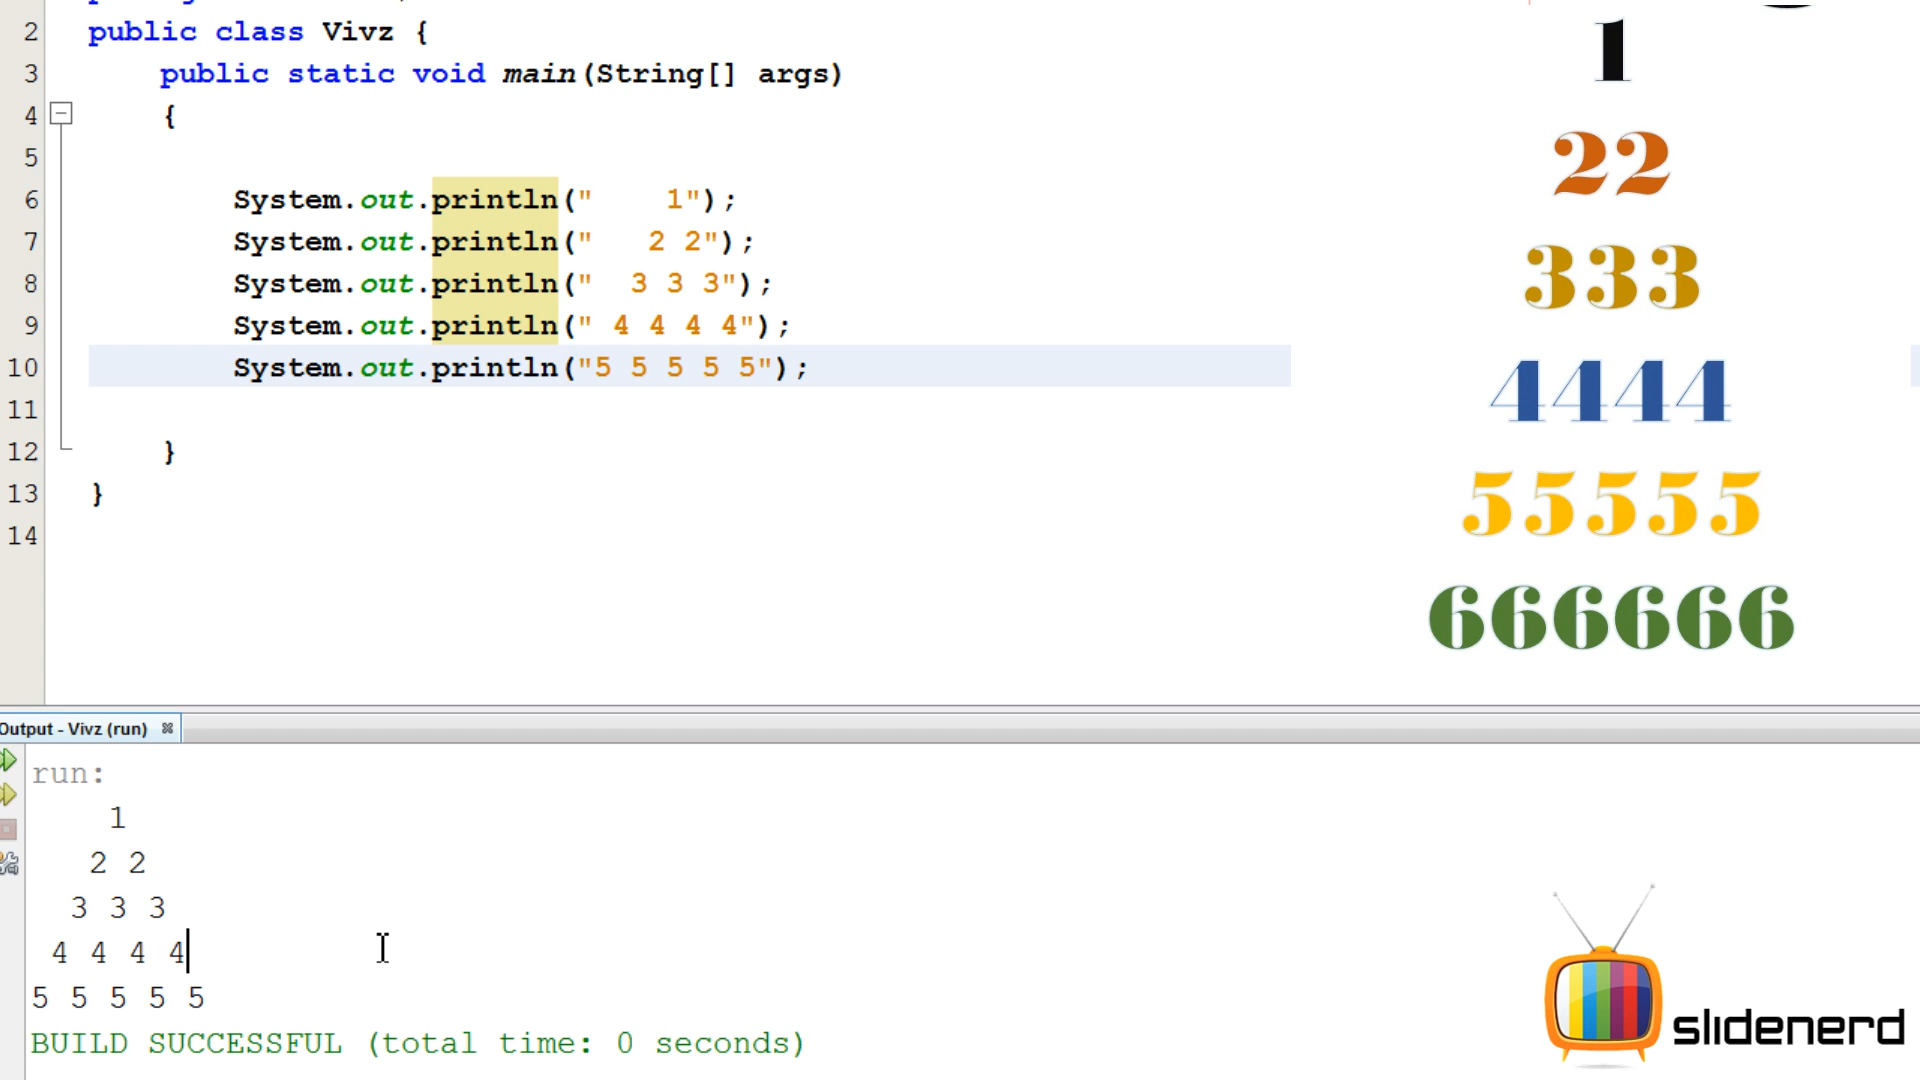 2 public class Vivz {
3     public static void main(String[] args)
4     {
5
6         System.out.println("    1");
7         System.out.println("   2 2");
8         System.out.println("  3 3 3");
9         System.out.println(" 4 4 4 4");
10         System.out.println("5 5 5 5 5");
11
12     }
13 }
14
1
22
333
4444
55555
666666
Output - Vivz (run)
run:
    1
   2 2
  3 3 3
 4 4 4 4
5 5 5 5 5
BUILD SUCCESSFUL (total time: 0 seconds)
slidenerd